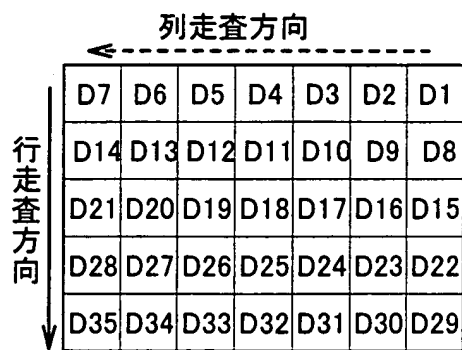 列走査方向
行走査方向
D7 D6 D5 D4 D3 D2 D1
D14 D13 D12 D11 D10 D9 D8
D21 D20 D19 D18 D17 D16 D15
D28 D27 D26 D25 D24 D23 D22
D35 D34 D33 D32 D31 D30 D29